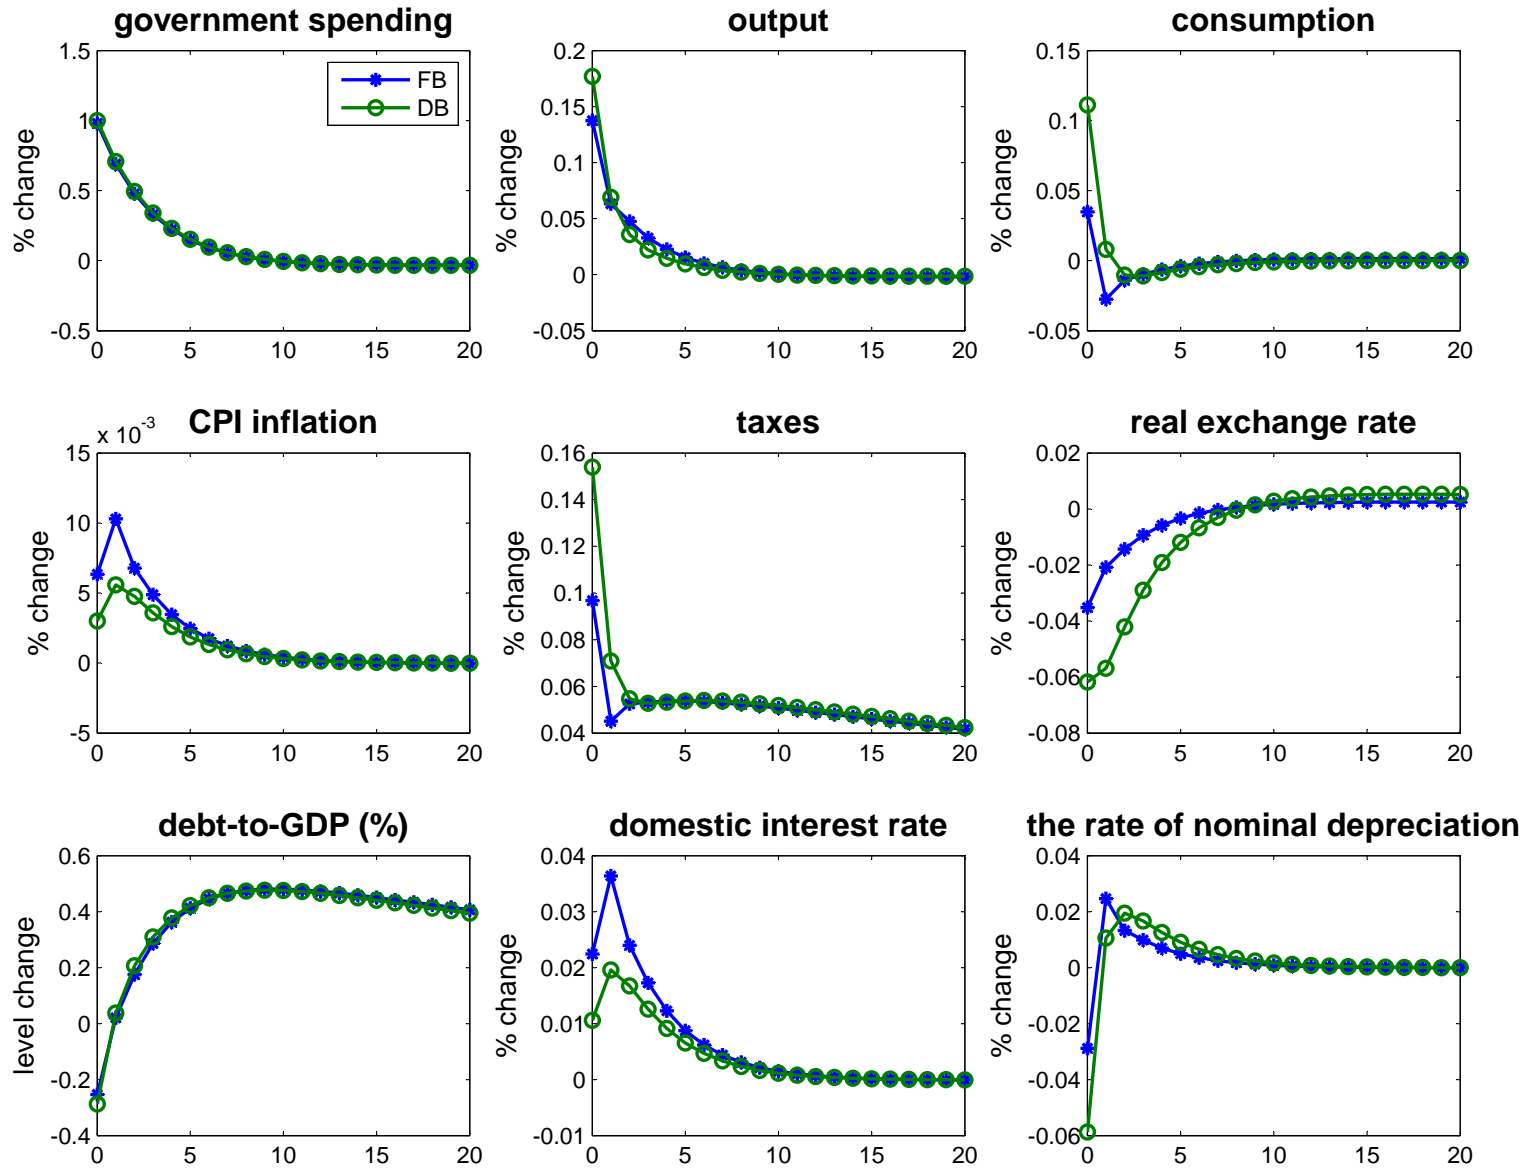 government spending
1.5
1
0.5
0
-0.5
% change
FB
DB
0 5 10 15 20
output
0.2
0.15
0.1
0.05
0
-0.05
% change
0 5 10 15 20
consumption
0.15
0.1
0.05
0
-0.05
% change
0 5 10 15 20
CPI inflation
x 10-3
15
10
5
0
-5
% change
0 5 10 15 20
taxes
0.16
0.14
0.12
0.1
0.08
0.06
0.04
% change
0 5 10 15 20
real exchange rate
0.02
0
-0.02
-0.04
-0.06
-0.08
% change
0 5 10 15 20
debt-to-GDP (%)
0.6
0.4
0.2
0
-0.2
-0.4
level change
0 5 10 15 20
domestic interest rate
0.04
0.03
0.02
0.01
0
-0.01
% change
0 5 10 15 20
the rate of nominal depreciation
0.04
0.02
0
-0.02
-0.04
-0.06
% change
0 5 10 15 20